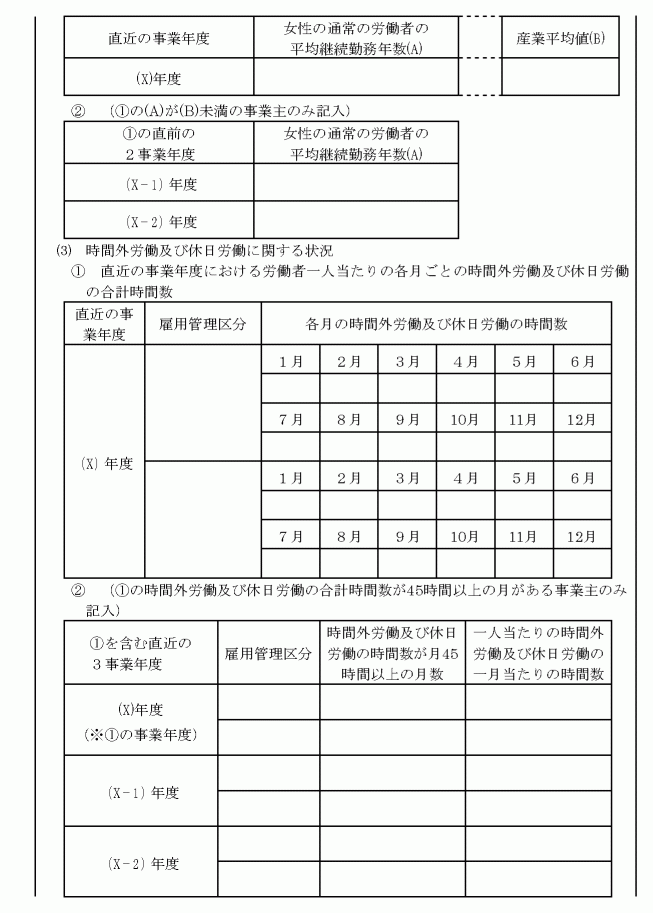 直近の事業年度 女性の通常の労働者の 産業平均値(B)
平均継続勤務年数(A)
(X)年度
② (①の(A)が(B)未満の事業主のみ記入)
①の直前の 女性の通常の労働者の
２事業年度 平均継続勤務年数(A)
(X－1) 年度
(X－2) 年度
(3) 時間外労働及び休日労働に関する状況
① 直近の事業年度における労働者一人当たりの各月ごとの時間外労働及び休日労働
の合計時間数
直近の事 雇用管理区分 各月の時間外労働及び休日労働の時間数
業年度
１月 ２月 ３月 ４月 ５月 ６月
７月 ８月 ９月 10月 11月 12月
(X) 年度
１月 ２月 ３月 ４月 ５月 ６月
７月 ８月 ９月 10月 11月 12月
② (①の時間外労働及び休日労働の合計時間数が45時間以上の月がある事業主のみ
記入)
①を含む直近の 雇用管理区分 時間外労働及び休日 一人当たりの時間外
３事業年度 労働の時間数が月45 労働及び休日労働の
時間以上の月数 一月当たりの時間数
(X)年度
(※①の事業年度)
(X－1) 年度
(X－2) 年度